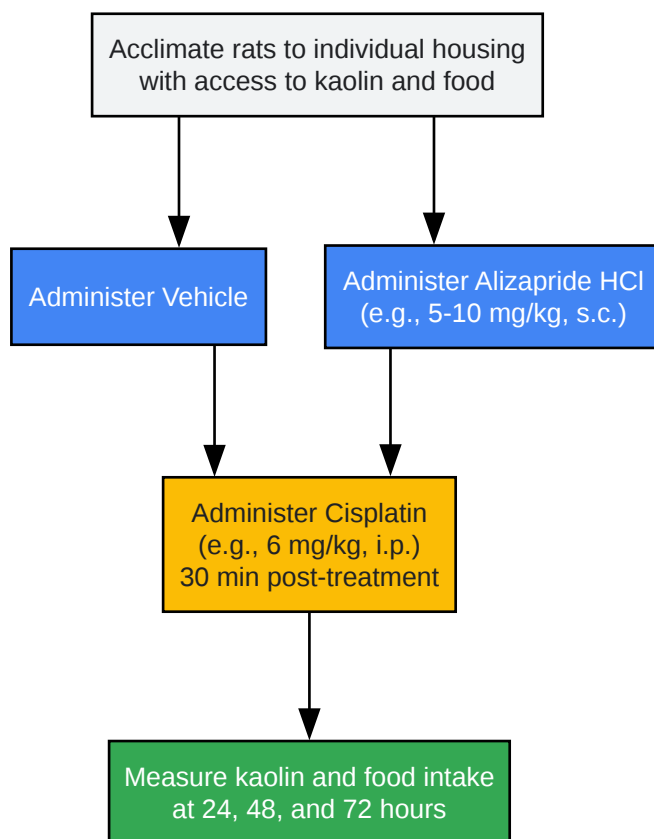 Acclimate rats to individual housing
with access to kaolin and food
Administer Vehicle
Administer Alizapride HCl
(e.g., 5-10 mg/kg, s.c.)
Administer Cisplatin
(e.g., 6 mg/kg, i.p.)
30 min post-treatment
Measure kaolin and food intake
at 24, 48, and 72 hours